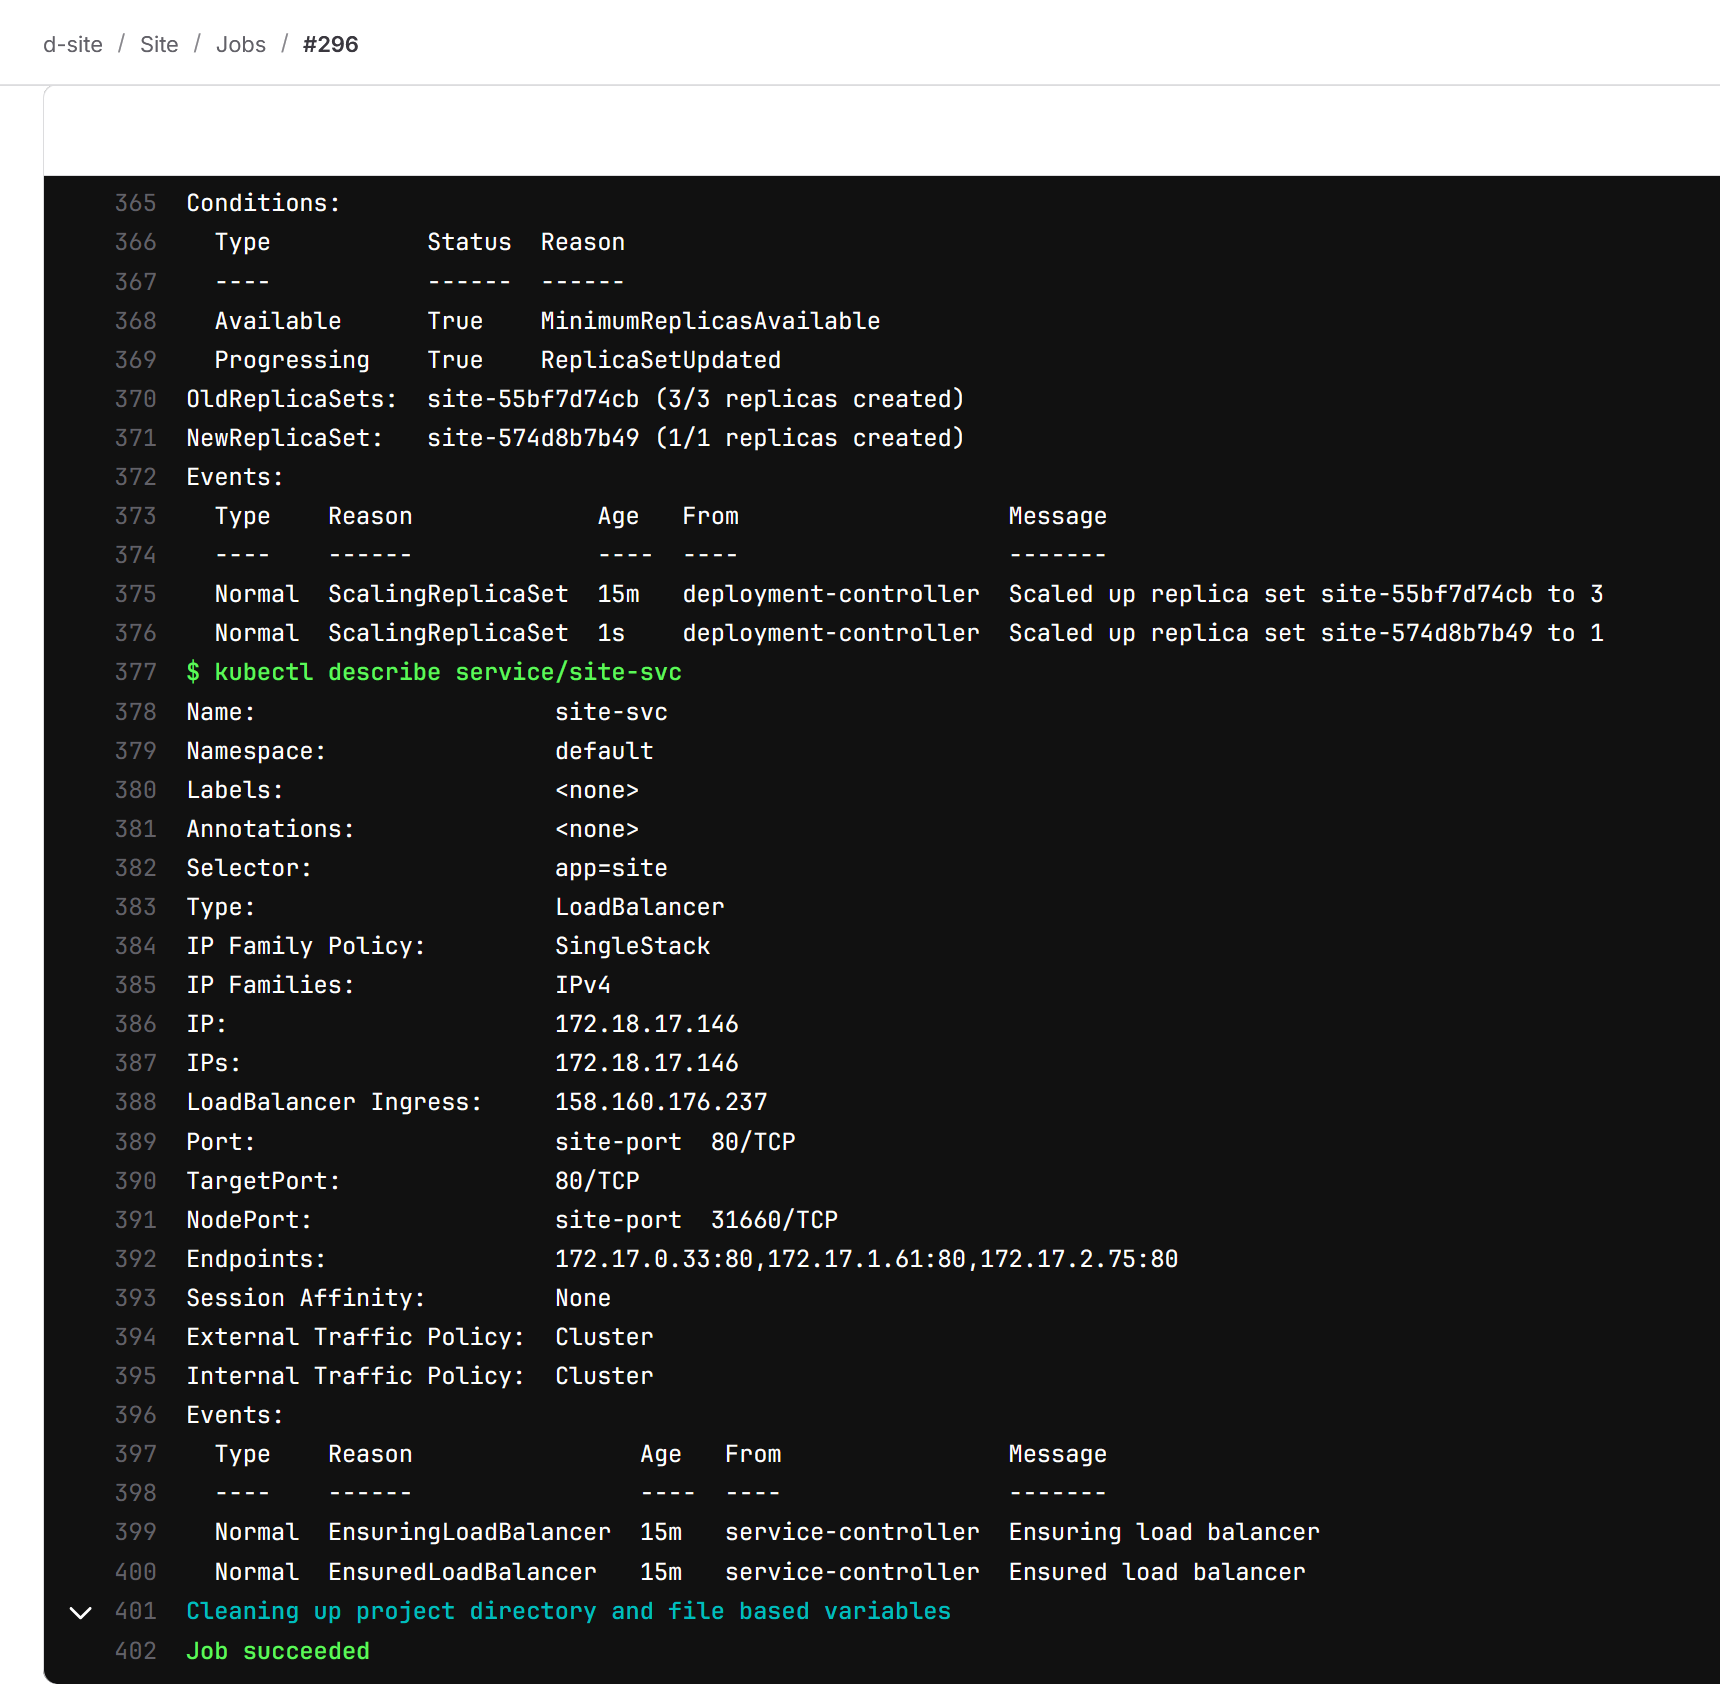 d-site / Site / Jobs / #296
365 Conditions:
366   Type           Status  Reason
367   ----           ------  ------
368   Available      True    MinimumReplicasAvailable
369   Progressing    True    ReplicaSetUpdated
370 OldReplicaSets:  site-55bf7d74cb (3/3 replicas created)
371 NewReplicaSet:   site-574d8b7b49 (1/1 replicas created)
372 Events:
373   Type    Reason             Age   From                   Message
374   ----    ------             ----  ----                   -------
375   Normal  ScalingReplicaSet  15m   deployment-controller  Scaled up replica set site-55bf7d74cb to 3
376   Normal  ScalingReplicaSet  1s    deployment-controller  Scaled up replica set site-574d8b7b49 to 1
377 $ kubectl describe service/site-svc
378 Name:                     site-svc
379 Namespace:                default
380 Labels:                   <none>
381 Annotations:              <none>
382 Selector:                 app=site
383 Type:                     LoadBalancer
384 IP Family Policy:         SingleStack
385 IP Families:              IPv4
386 IP:                       172.18.17.146
387 IPs:                      172.18.17.146
388 LoadBalancer Ingress:     158.160.176.237
389 Port:                     site-port  80/TCP
390 TargetPort:               80/TCP
391 NodePort:                 site-port  31660/TCP
392 Endpoints:                172.17.0.33:80,172.17.1.61:80,172.17.2.75:80
393 Session Affinity:         None
394 External Traffic Policy:  Cluster
395 Internal Traffic Policy:  Cluster
396 Events:
397   Type    Reason                Age   From                Message
398   ----    ------                ----  ----                -------
399   Normal  EnsuringLoadBalancer  15m   service-controller  Ensuring load balancer
400   Normal  EnsuredLoadBalancer   15m   service-controller  Ensured load balancer
401 Cleaning up project directory and file based variables
402 Job succeeded